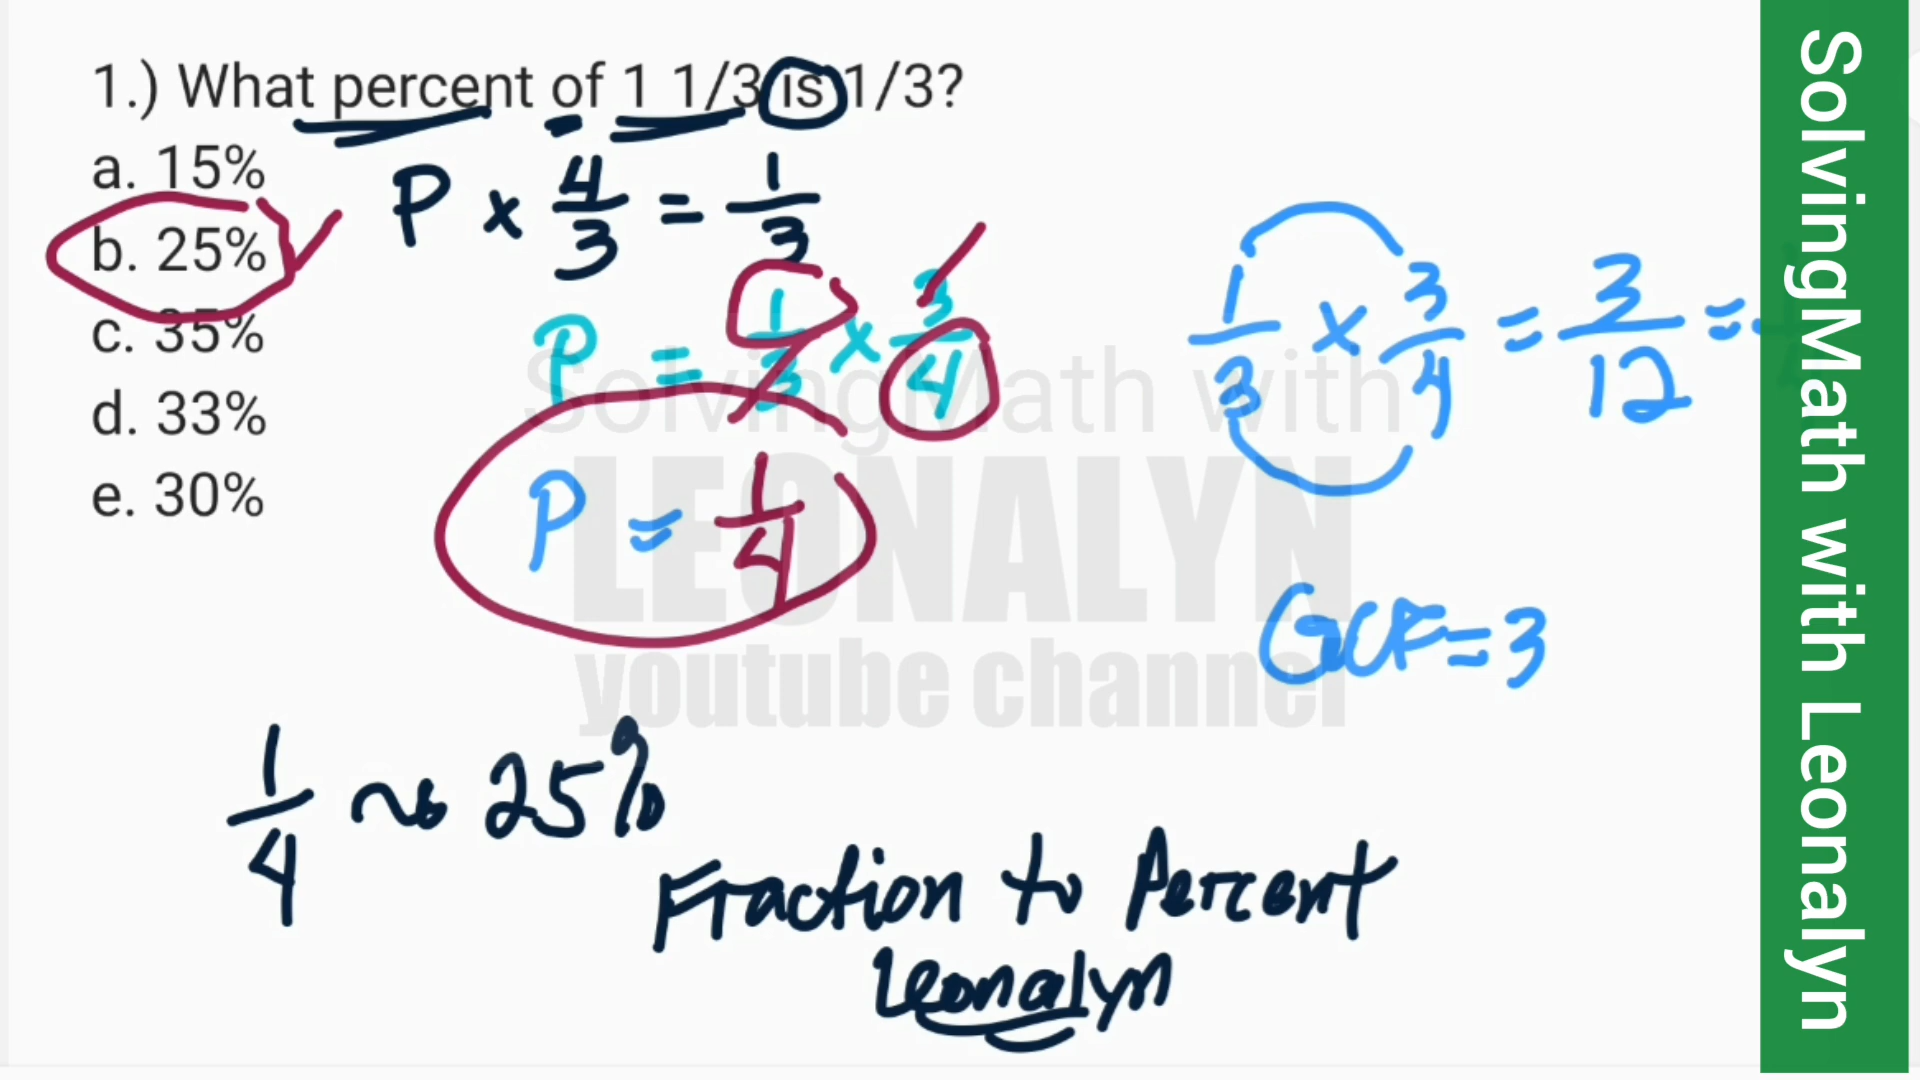 1.) What percent of 1 1/3 is 1/3?
a. 15%
b. 25%
c. 35%
d. 33%
e. 30%
P × 4/3 = 1/3
P = 1/3 × 3/4
P = 1/4
1/3 × 3/4 = 3/12 =
GCF = 3
1/4 ~ 25%
Fraction to Percent
Leonalyn
SolvingMath with
LEONALYN
youtube channel
SolvingMath with Leonalyn